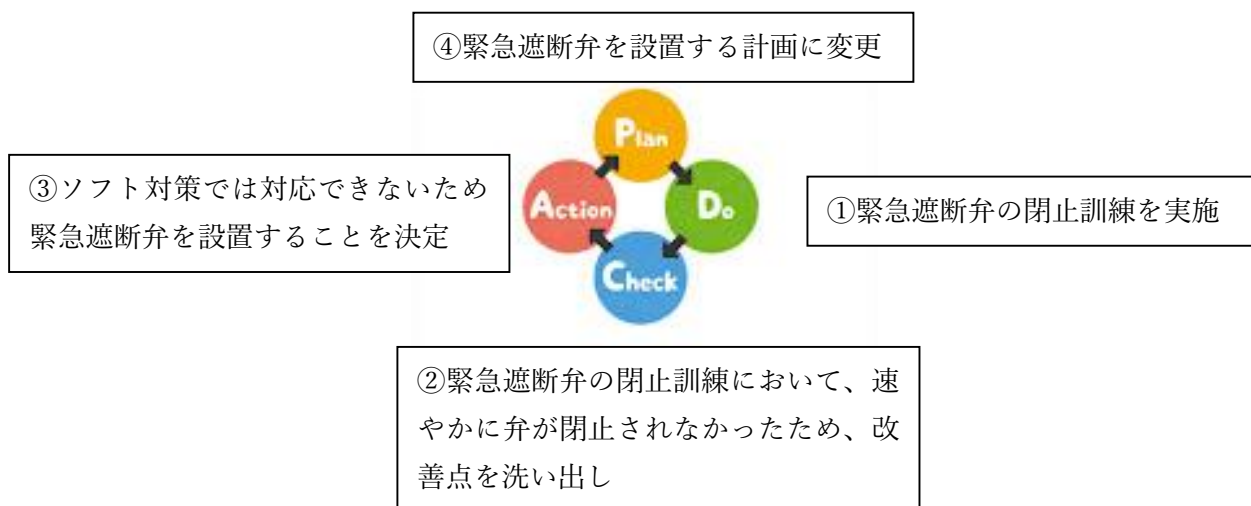 ④緊急遮断弁を設置する計画に変更
Plan
③ソフト対策では対応できないため
緊急遮断弁を設置することを決定
Action
Do
①緊急遮断弁の閉止訓練を実施
Check
②緊急遮断弁の閉止訓練において、速
やかに弁が閉止されなかったため、改
善点を洗い出し